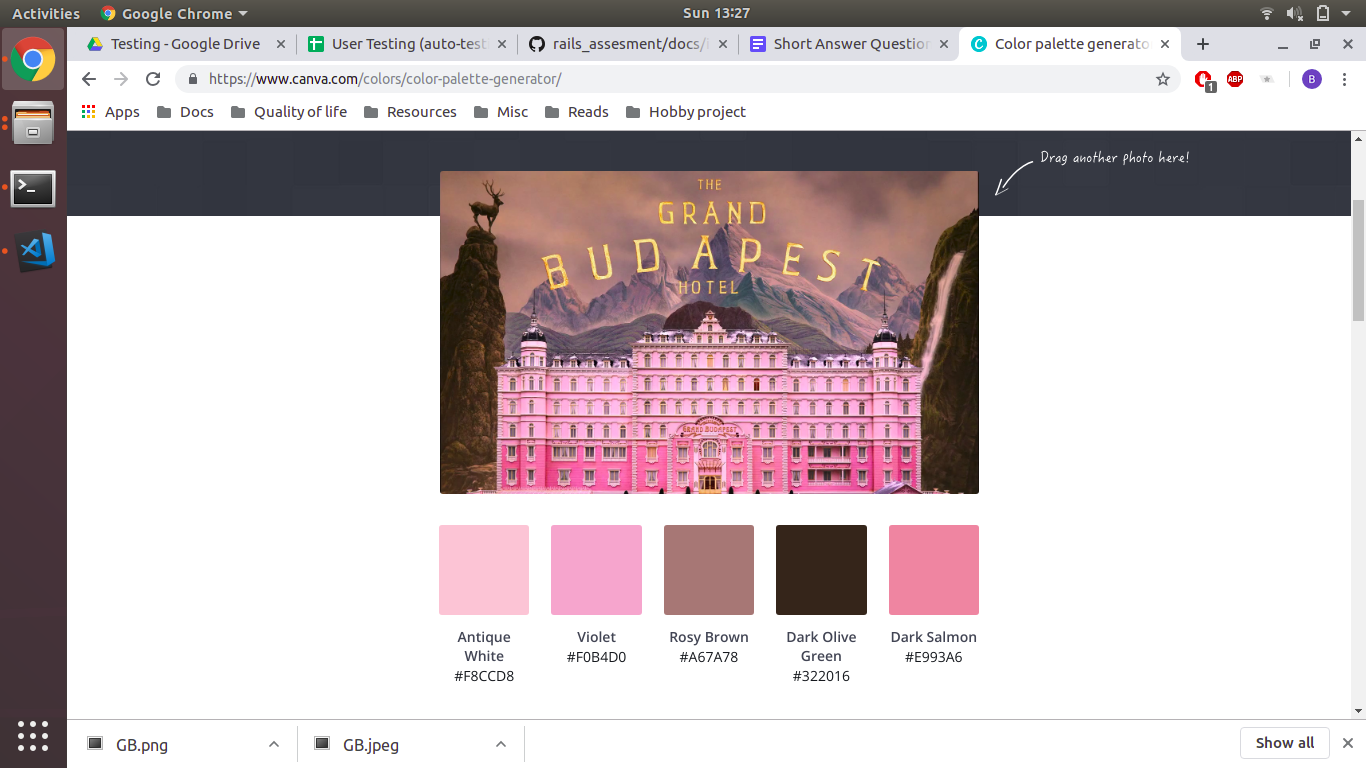 Activities
Google Chrome
Sun 13:27
Testing - Google Drive
User Testing (auto-test
rails_assesment/docs/
Short Answer Question
Color palette generato
https://www.canva.com/colors/color-palette-generator/
1
ABP
B
Apps
Docs
Quality of life
Resources
Misc
Reads
Hobby project
Drag another photo here!
THE
GRAND
BUDAPEST
HOTEL
GRAND BUDAPEST
Antique
White
#F8CCD8
Violet
#F0B4D0
Rosy Brown
#A67A78
Dark Olive
Green
#322016
Dark Salmon
#E993A6
GB.png
GB.jpeg
Show all